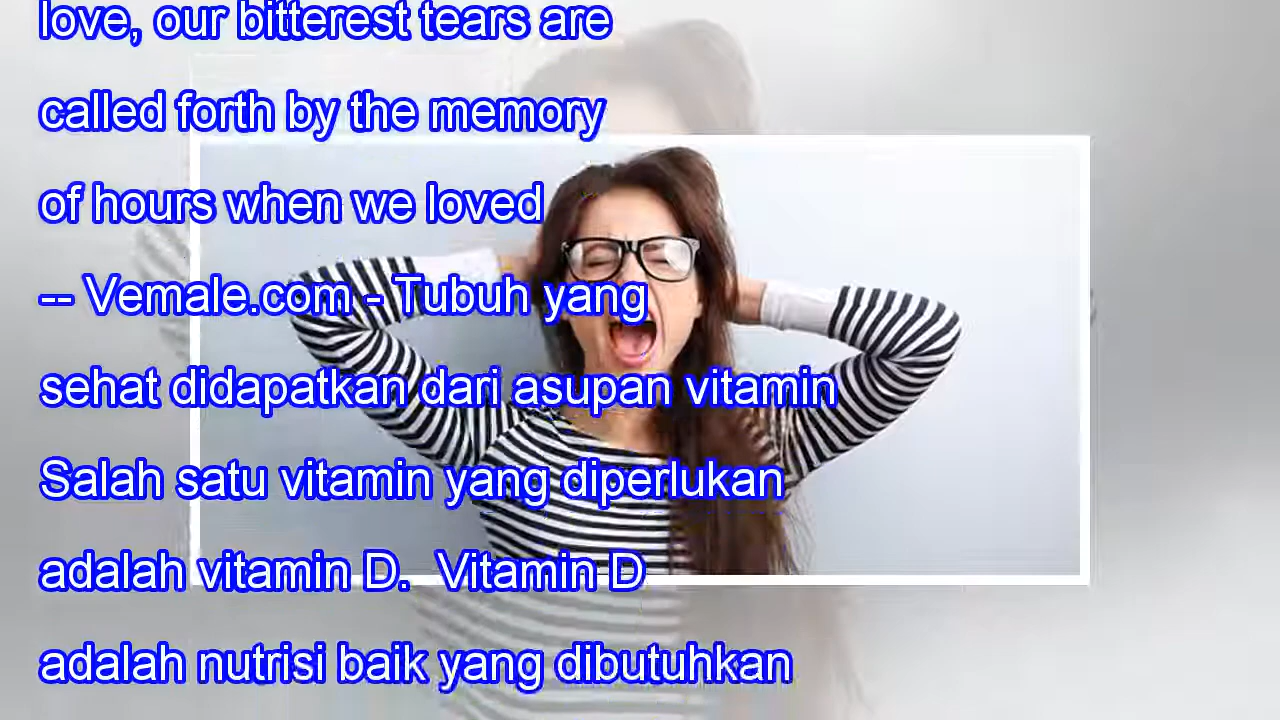 love, our bitterest tears are
called forth by the memory
of hours when we loved
-- Vemale.com - Tubuh yang
sehat didapatkan dari asupan vitamin
Salah satu vitamin yang diperlukan
adalah vitamin D.  Vitamin D
adalah nutrisi baik yang dibutuhkan